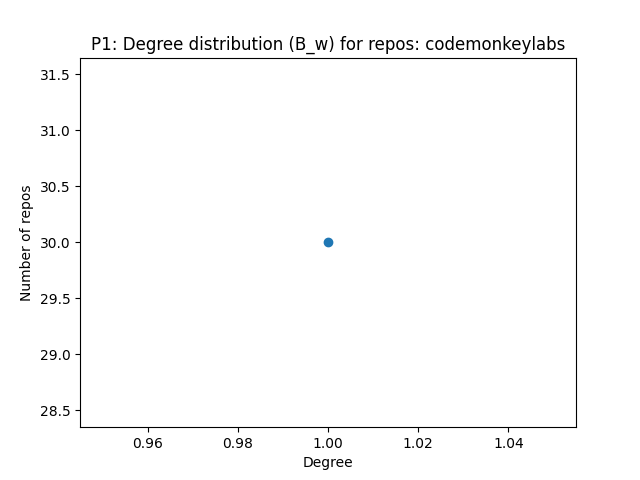 P1: Degree distribution (B_w) for repos: codemonkeylabs
31.5
31.0
30.5
30.0
29.5
29.0
28.5
Number of repos
0.96 0.98 1.00 1.02 1.04
Degree